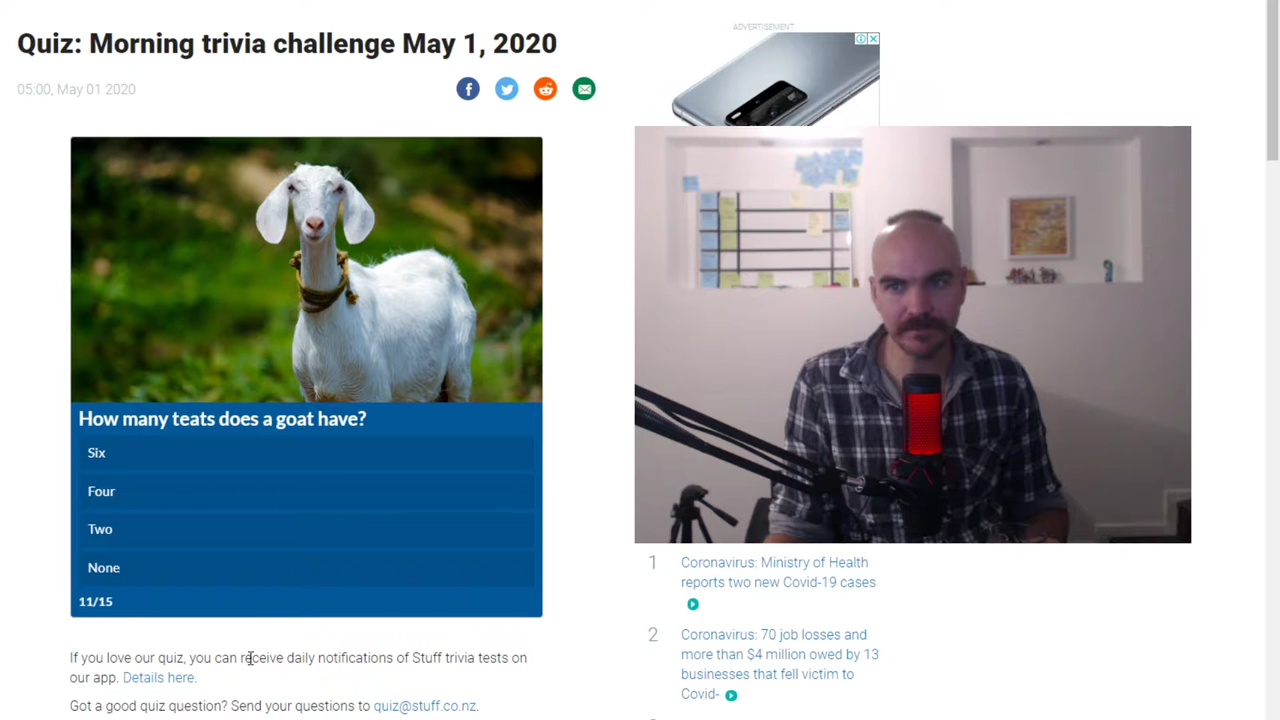 Quiz: Morning trivia challenge May 1, 2020
05:00, May 01 2020
ADVERTISEMENT
How many teats does a goat have?
Six
Four
Two
None
11/15
If you love our quiz, you can receive daily notifications of Stuff trivia tests on
our app. Details here.
Got a good quiz question? Send your questions to quiz@stuff.co.nz.
1 Coronavirus: Ministry of Health
reports two new Covid-19 cases
2 Coronavirus: 70 job losses and
more than $4 million owed by 13
businesses that fell victim to
Covid-